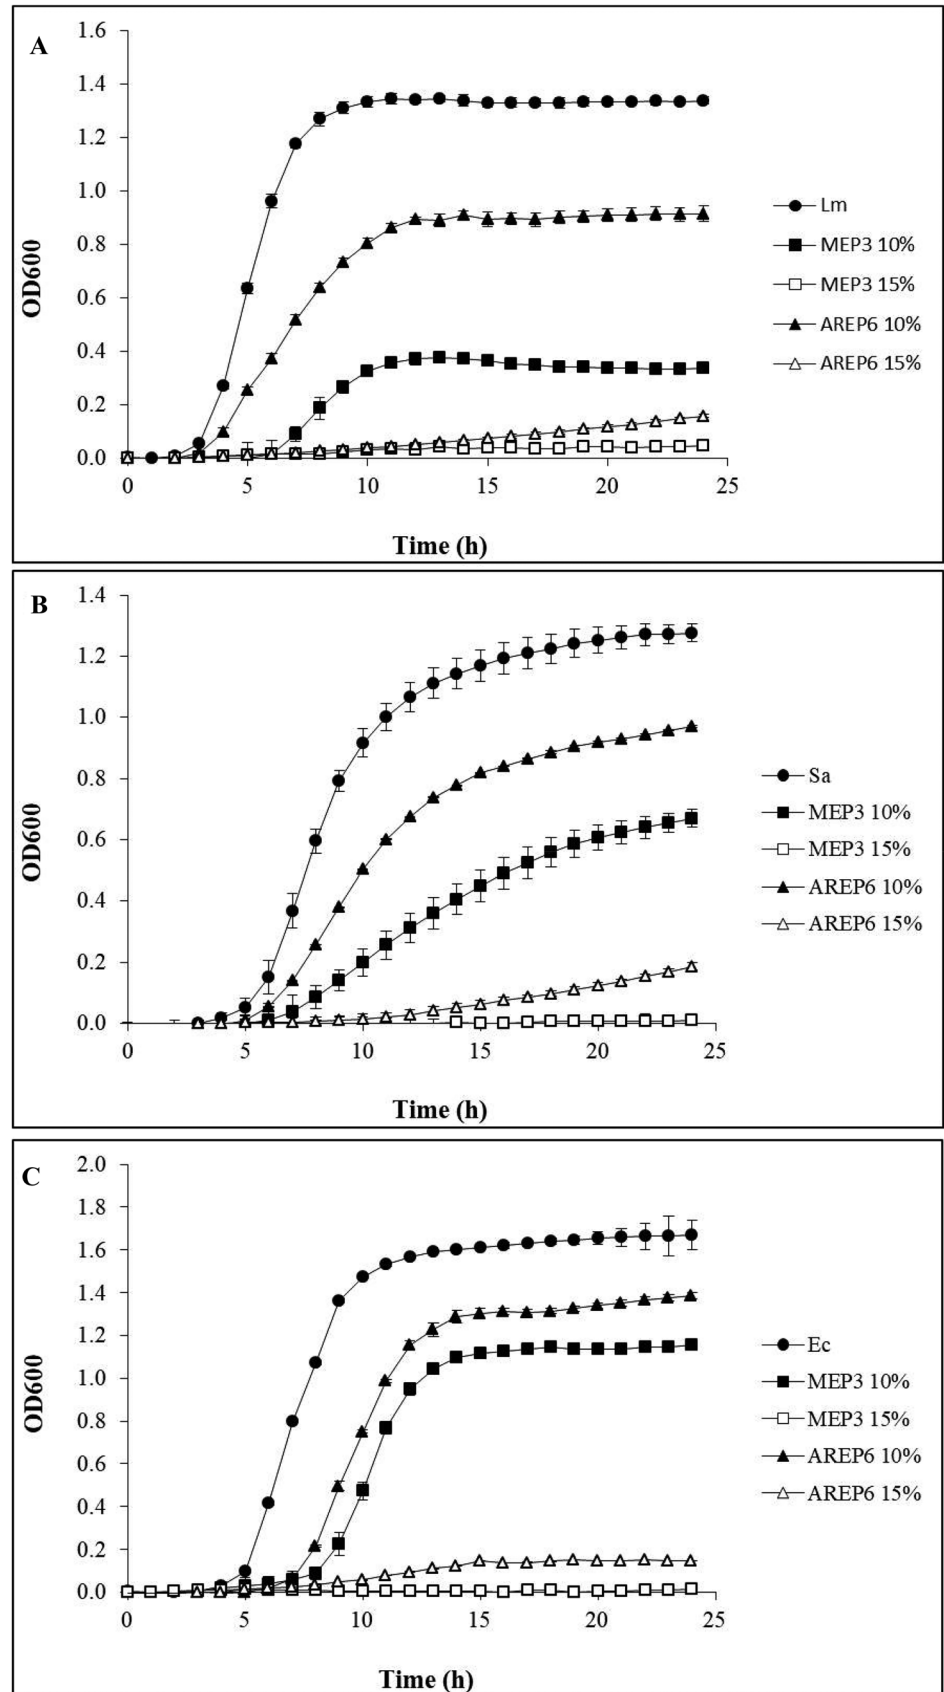 A
1.6
1.4
1.2
1.0
0.8
0.6
0.4
0.2
0.0
OD600
0 5 10 15 20 25
Time (h)
Lm
MEP3 10%
MEP3 15%
AREP6 10%
AREP6 15%
B
1.4
1.2
1.0
0.8
0.6
0.4
0.2
0.0
OD600
0 5 10 15 20 25
Time (h)
Sa
MEP3 10%
MEP3 15%
AREP6 10%
AREP6 15%
C
2.0
1.8
1.6
1.4
1.2
1.0
0.8
0.6
0.4
0.2
0.0
OD600
0 5 10 15 20 25
Time (h)
Ec
MEP3 10%
MEP3 15%
AREP6 10%
AREP6 15%